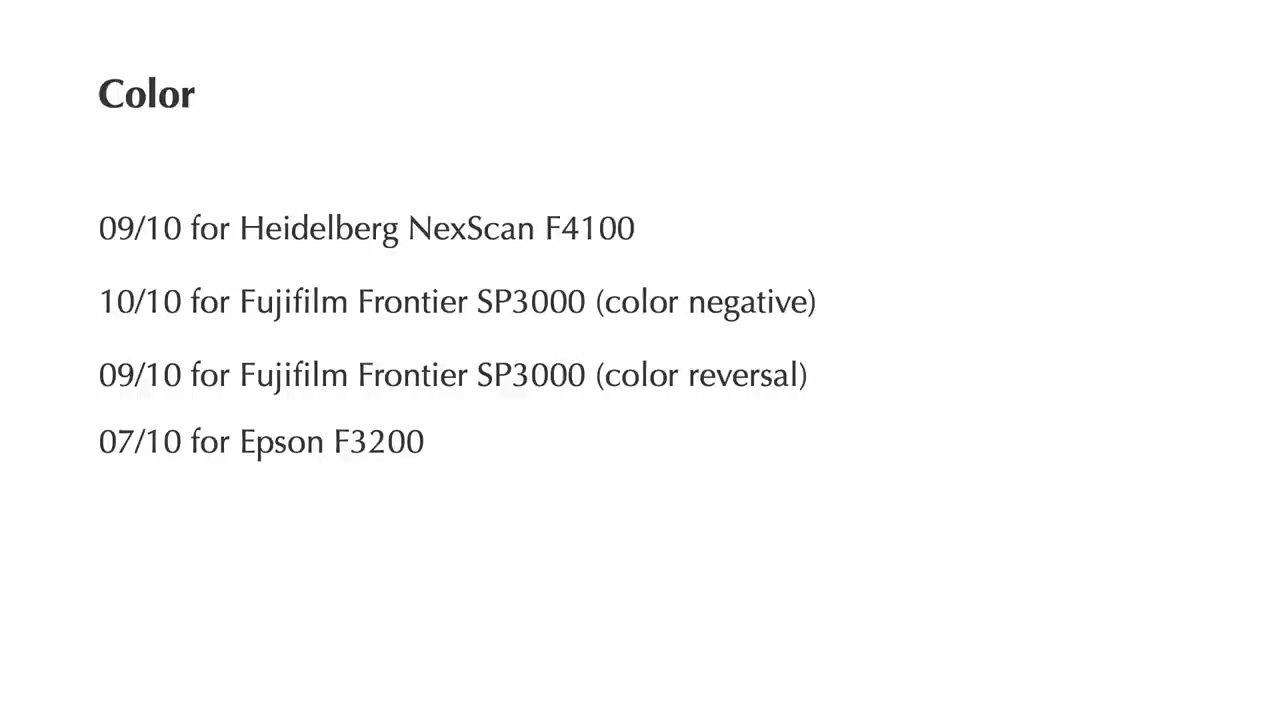 Color
09/10 for Heidelberg NexScan F4100
10/10 for Fujifilm Frontier SP3000 (color negative)
09/10 for Fujifilm Frontier SP3000 (color reversal)
07/10 for Epson F3200